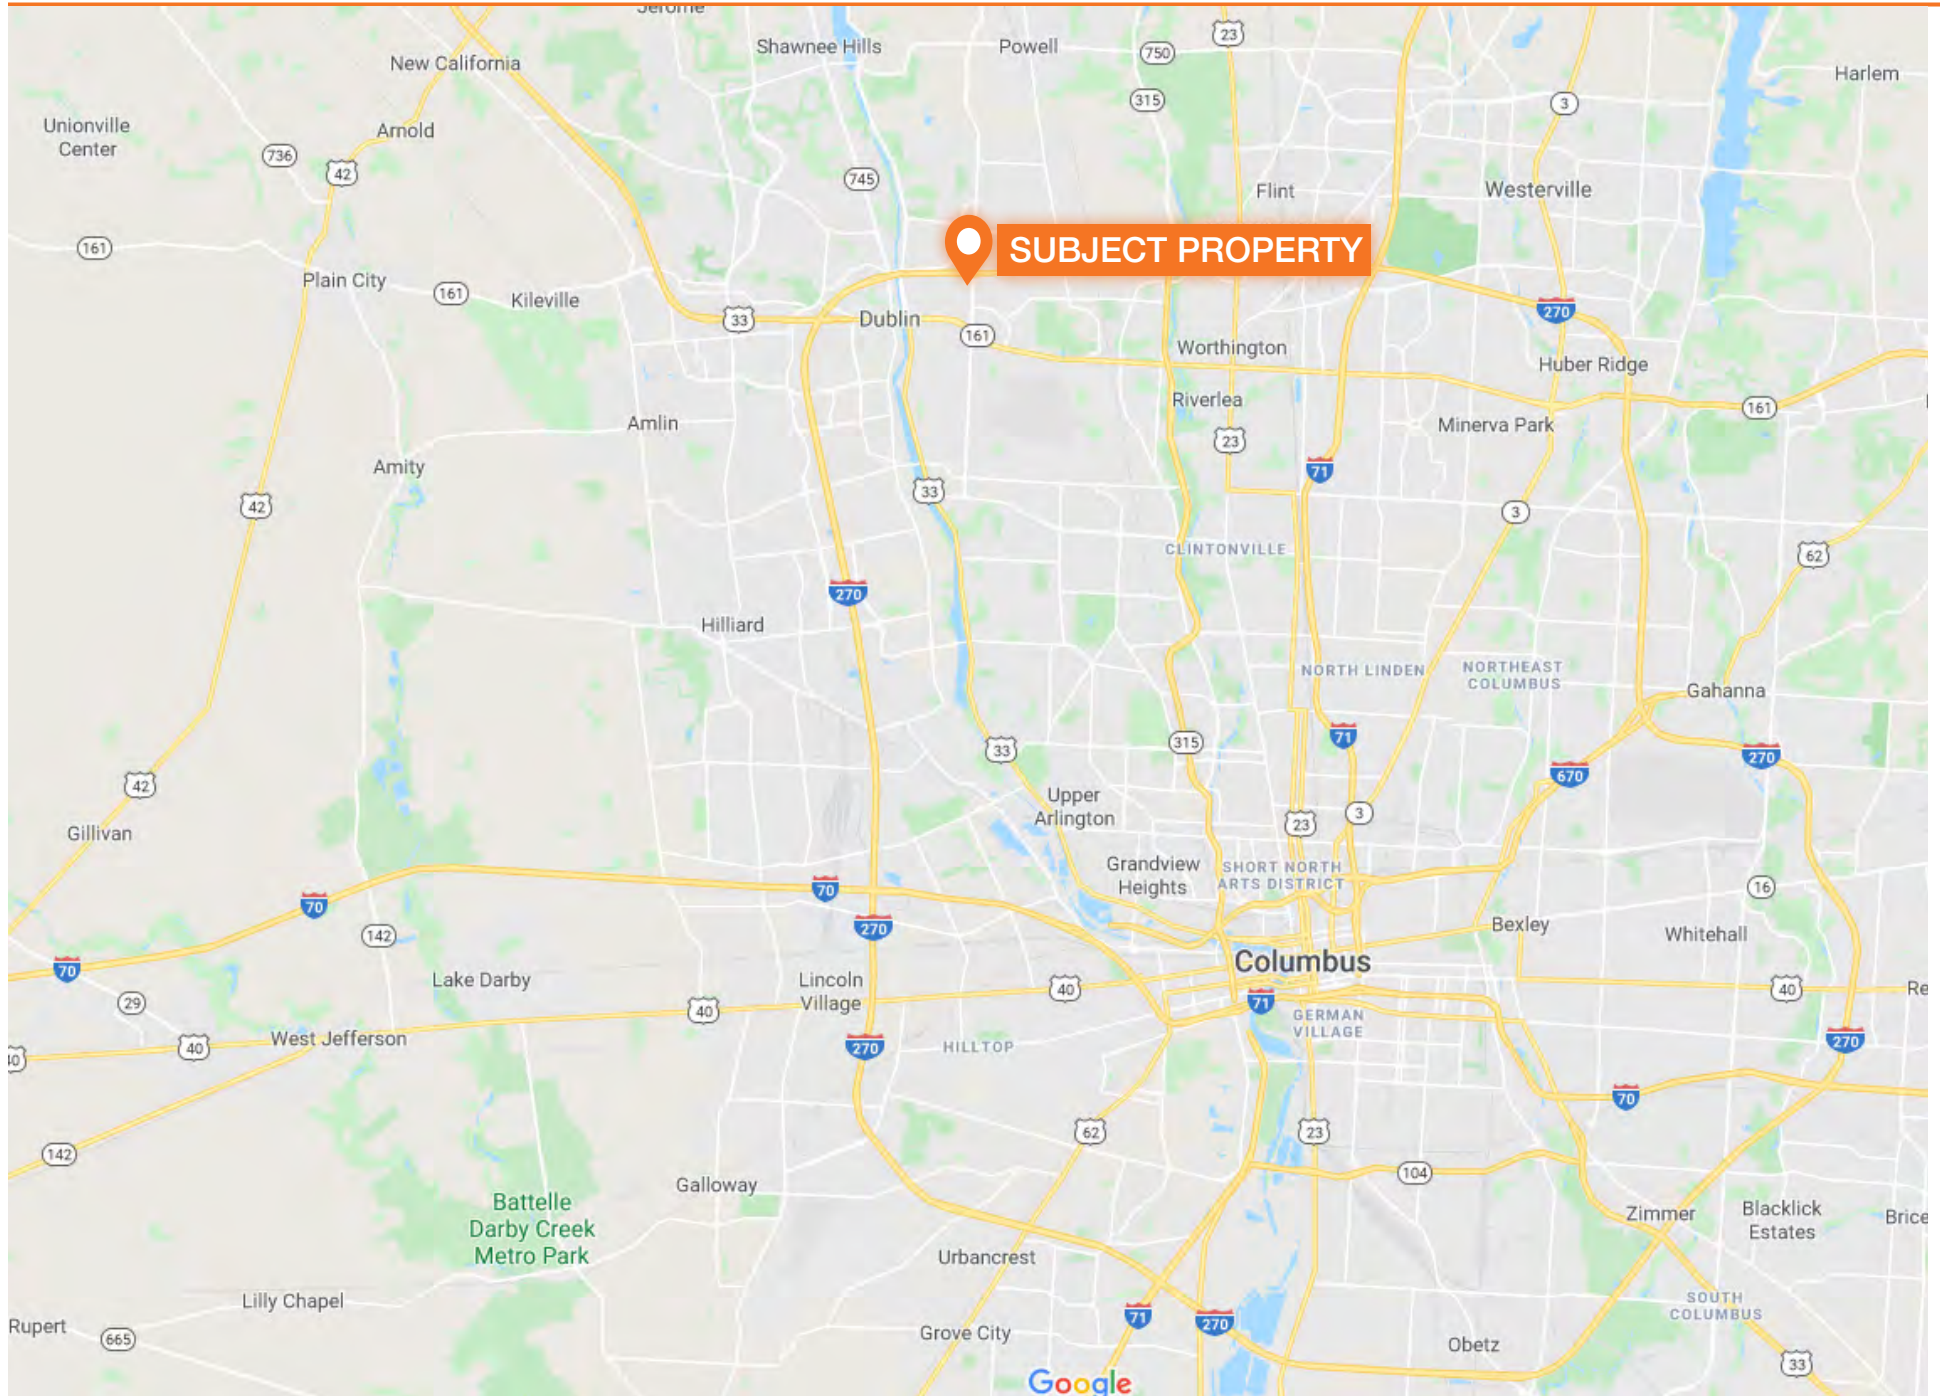 Jerome
23
Shawnee Hills
Powell
750
New California
Harlem
315
3
Unionville
Center
Arnold
736
42
745
Flint
Westerville
161
SUBJECT PROPERTY
Plain City
161
Kileville
33
Dublin
161
270
Worthington
Huber Ridge
Riverlea
161
Amlin
23
Minerva Park
Amity
71
42
33
3
CLINTONVILLE
62
270
Hilliard
NORTH LINDEN
NORTHEAST
COLUMBUS
Gahanna
33
315
71
270
42
670
Upper
Arlington
23
3
Gillivan
Grandview
Heights
SHORT NORTH
ARTS DISTRICT
70
70
16
142
270
Bexley
Whitehall
70
Columbus
Lake Darby
Lincoln
Village
40
40
Re
29
40
71
GERMAN
VILLAGE
West Jefferson
40
40
270
HILLTOP
270
70
62
23
142
104
Galloway
Battelle
Darby Creek
Metro Park
Zimmer
Blacklick
Estates
Brice
Urbancrest
Lilly Chapel
SOUTH
COLUMBUS
Rupert
665
71
270
Grove City
Obetz
33
Google